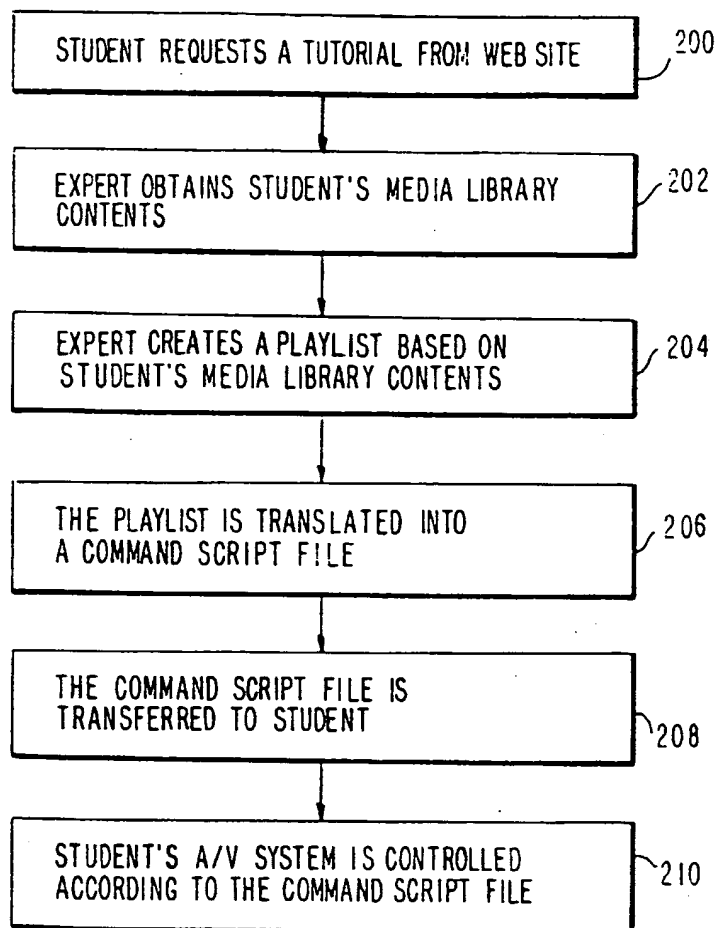 STUDENT REQUESTS A TUTORIAL FROM WEB SITE
200
EXPERT OBTAINS STUDENT'S MEDIA LIBRARY
CONTENTS
202
EXPERT CREATES A PLAYLIST BASED ON
STUDENT'S MEDIA LIBRARY CONTENTS
204
THE PLAYLIST IS TRANSLATED INTO
A COMMAND SCRIPT FILE
206
THE COMMAND SCRIPT FILE IS
TRANSFERRED TO STUDENT
208
STUDENT'S A/V SYSTEM IS CONTROLLED
ACCORDING TO THE COMMAND SCRIPT FILE
210